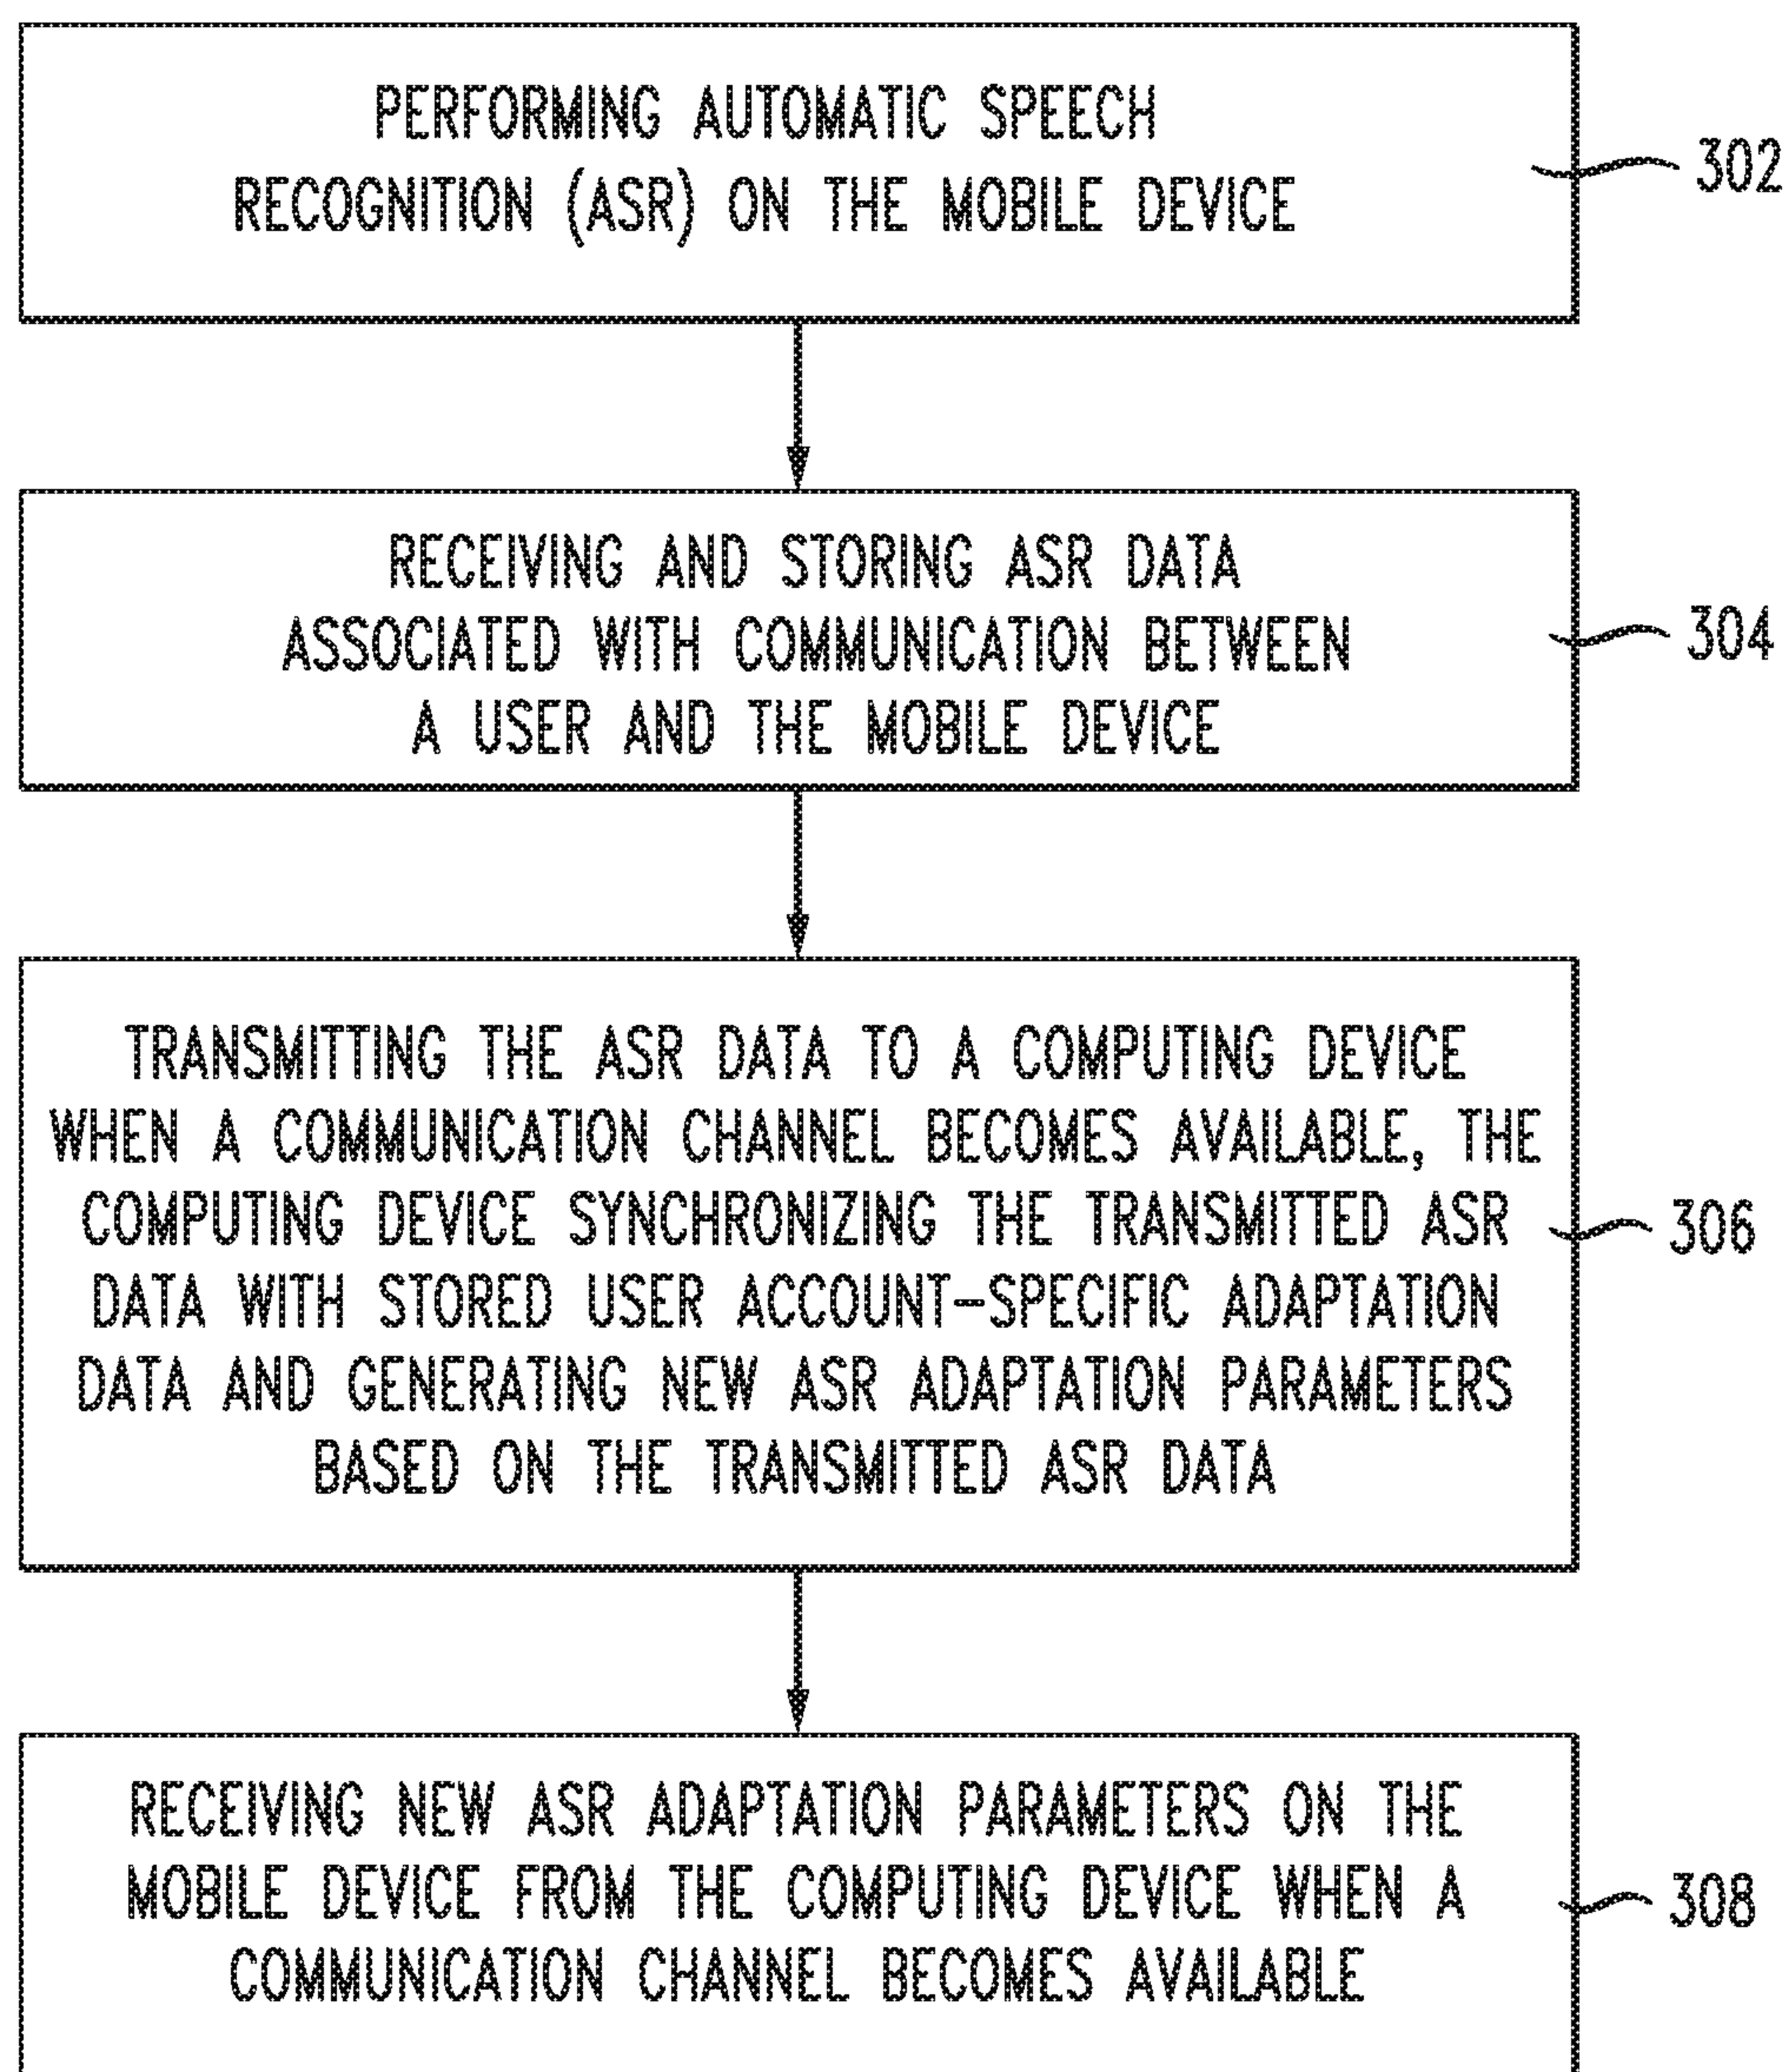 PERFORMING AUTOMATIC SPEECH
RECOGNITION (ASR) ON THE MOBILE DEVICE
302
RECEIVING AND STORING ASR DATA
ASSOCIATED WITH COMMUNICATION BETWEEN
A USER AND THE MOBILE DEVICE
304
TRANSMITTING THE ASR DATA TO A COMPUTING DEVICE
WHEN A COMMUNICATION CHANNEL BECOMES AVAILABLE, THE
COMPUTING DEVICE SYNCHRONIZING THE TRANSMITTED ASR
DATA WITH STORED USER ACCOUNT-SPECIFIC ADAPTATION
DATA AND GENERATING NEW ASR ADAPTATION PARAMETERS
BASED ON THE TRANSMITTED ASR DATA
306
RECEIVING NEW ASR ADAPTATION PARAMETERS ON THE
MOBILE DEVICE FROM THE COMPUTING DEVICE WHEN A
COMMUNICATION CHANNEL BECOMES AVAILABLE
308